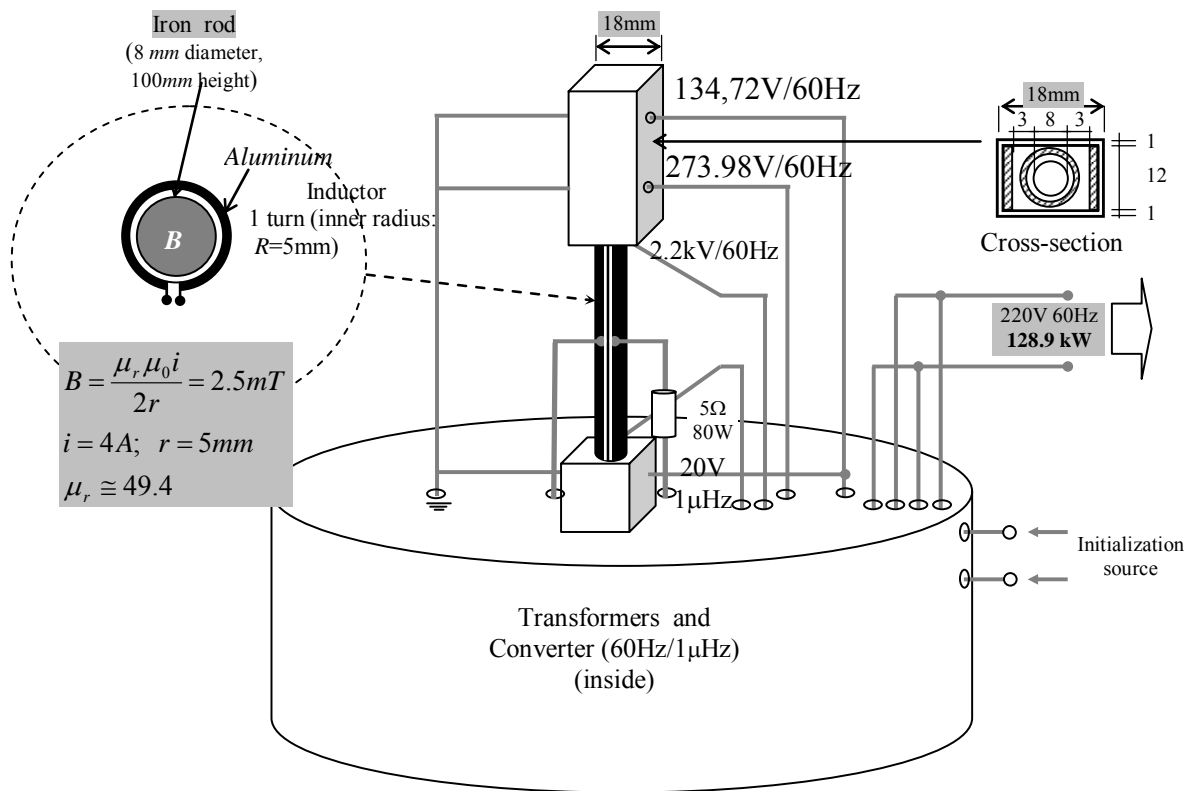 Iron rod
(8 mm diameter,
100mm height)
Aluminum
Inductor
1 turn (inner radius:
R=5mm)
B
B = μrμ0i / 2r = 2.5mT
i = 4A; r = 5mm
μr ≅ 49.4
18mm
134,72V/60Hz
273.98V/60Hz
2.2kV/60Hz
18mm
3 8 3
1
12
1
Cross-section
220V 60Hz
128.9 kW
5Ω
80W
20V
1μHz
Initialization
source
Transformers and
Converter (60Hz/1μHz)
(inside)